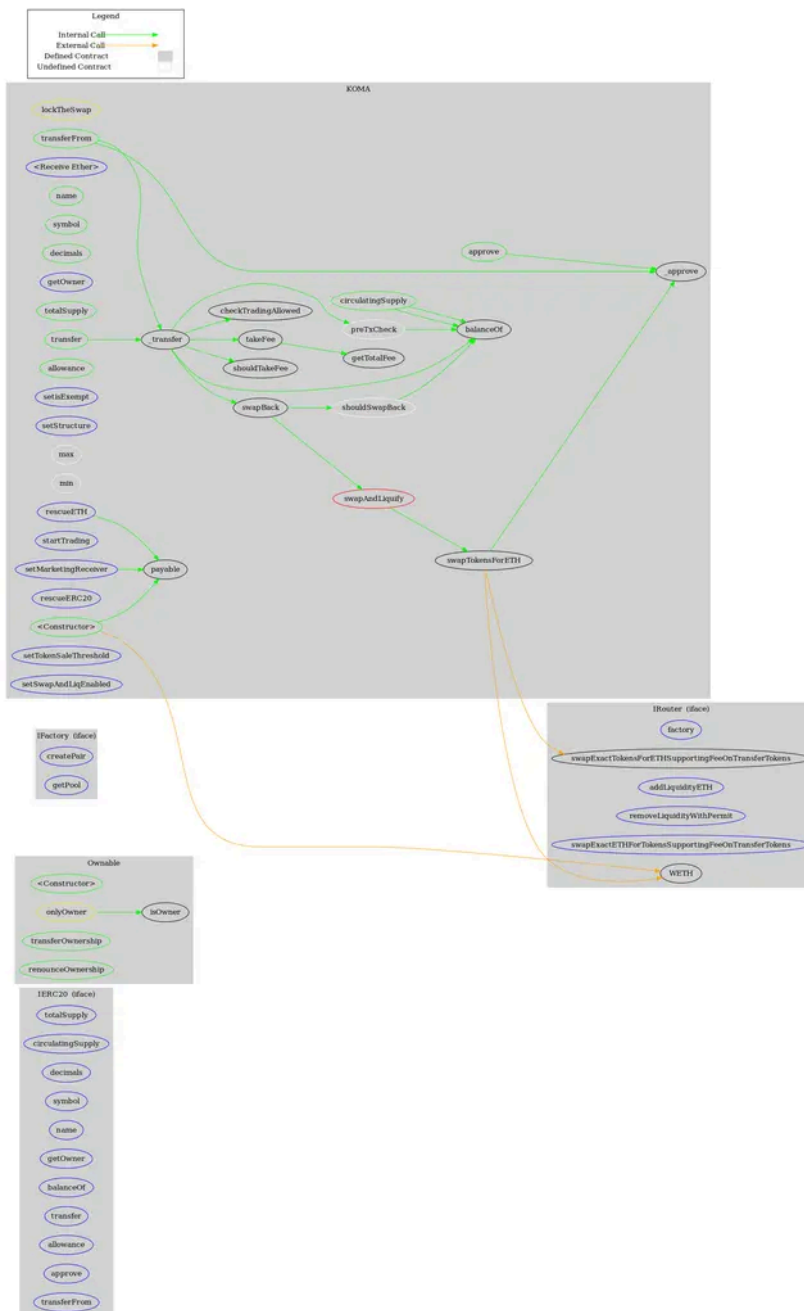 Legend
Internal Call
External Call
Defined Contract
Undefined Contract
KOMA
lockTheSwap
transferFrom
<Receive Ether>
name
symbol
decimals
getOwner
totalSupply
transfer
allowance
setisExempt
setStructure
max
min
rescueETH
startTrading
setMarketingReceiver
rescueERC20
<Constructor>
setTokenSaleThreshold
setSwapAndLiqEnabled
_transfer
payable
checkTradingAllowed
takeFee
shouldTakeFee
swapBack
circulatingSupply
preTxCheck
getTotalFee
shouldSwapBack
swapAndLiquify
approve
balanceOf
swapTokensForETH
_approve
IFactory (iface)
createPair
getPool
IRouter (iface)
factory
swapExactTokensForETHSupportingFeeOnTransferTokens
addLiquidityETH
removeLiquidityWithPermit
swapExactETHForTokensSupportingFeeOnTransferTokens
WETH
Ownable
<Constructor>
onlyOwner
isOwner
transferOwnership
renounceOwnership
IERC20 (iface)
totalSupply
circulatingSupply
decimals
symbol
name
getOwner
balanceOf
transfer
allowance
approve
transferFrom